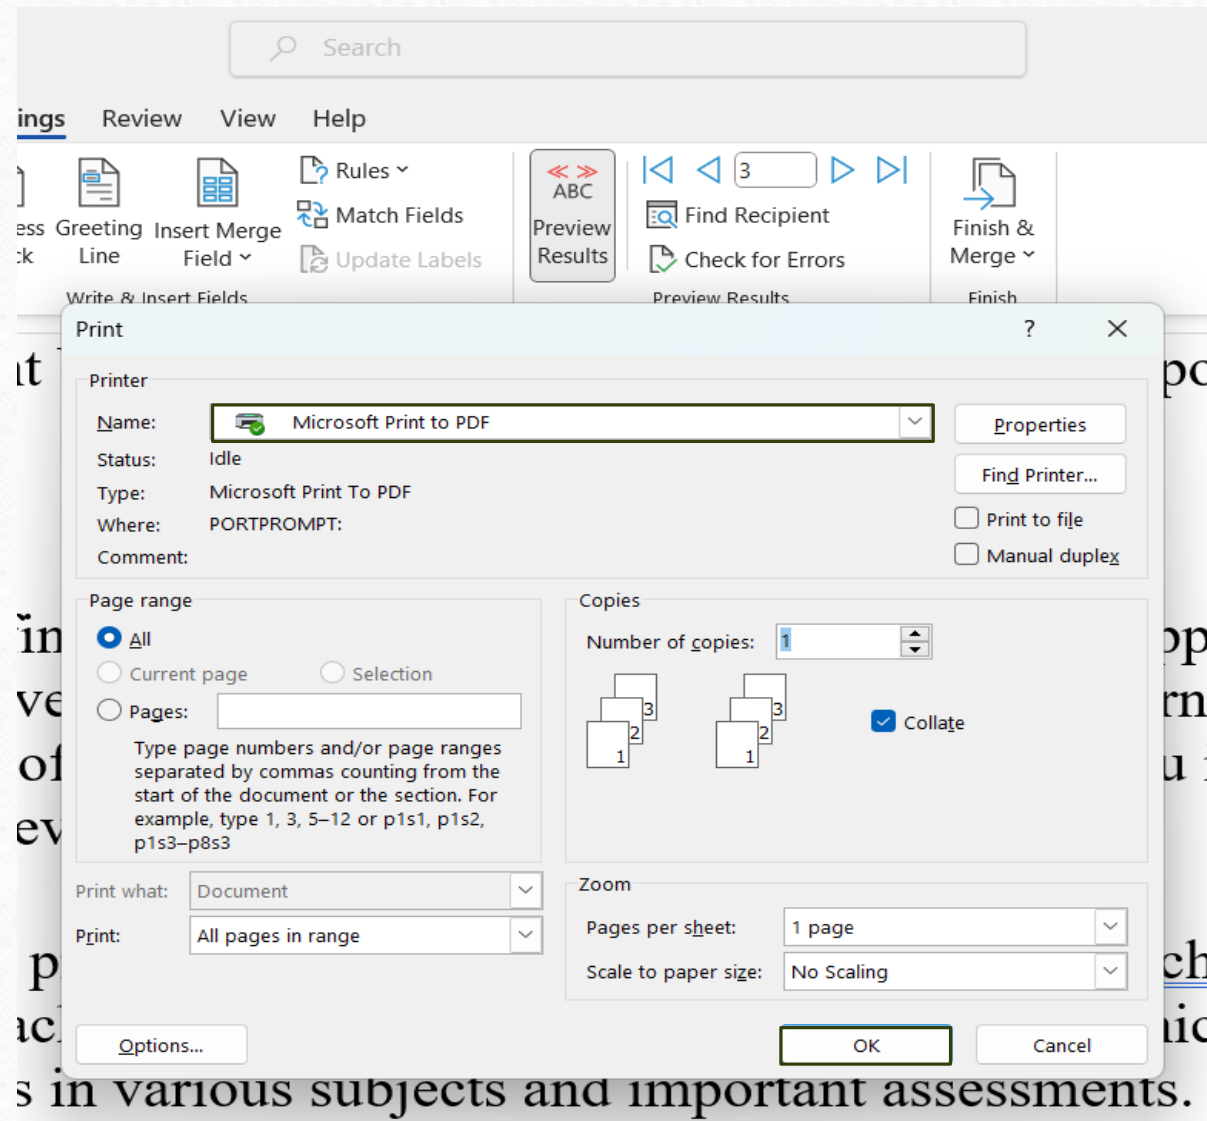 Search
ings Review View Help
Rules
ABC
3
ess Greeting Insert Merge
Match Fields
Preview
Find Recipient
Finish &
ck Line Field
Update Labels
Results
Check for Errors
Merge
Write & Insert Fields
Preview Results
Finish
Print ?
Printer
Name: Microsoft Print to PDF
Properties
Status: Idle
Find Printer...
Type: Microsoft Print To PDF
Where: PORTPROMPT:
Print to file
Comment:
Manual duplex
Page range
All
Current page Selection
Pages:
Type page numbers and/or page ranges
separated by commas counting from the
start of the document or the section. For
example, type 1, 3, 5–12 or p1s1, p1s2,
p1s3–p8s3
Copies
Number of copies: 1
3 3
2 2
1 1
Collate
Print what: Document
Print: All pages in range
Zoom
Pages per sheet: 1 page
Scale to paper size: No Scaling
Options... OK Cancel
s in various subjects and important assessments.